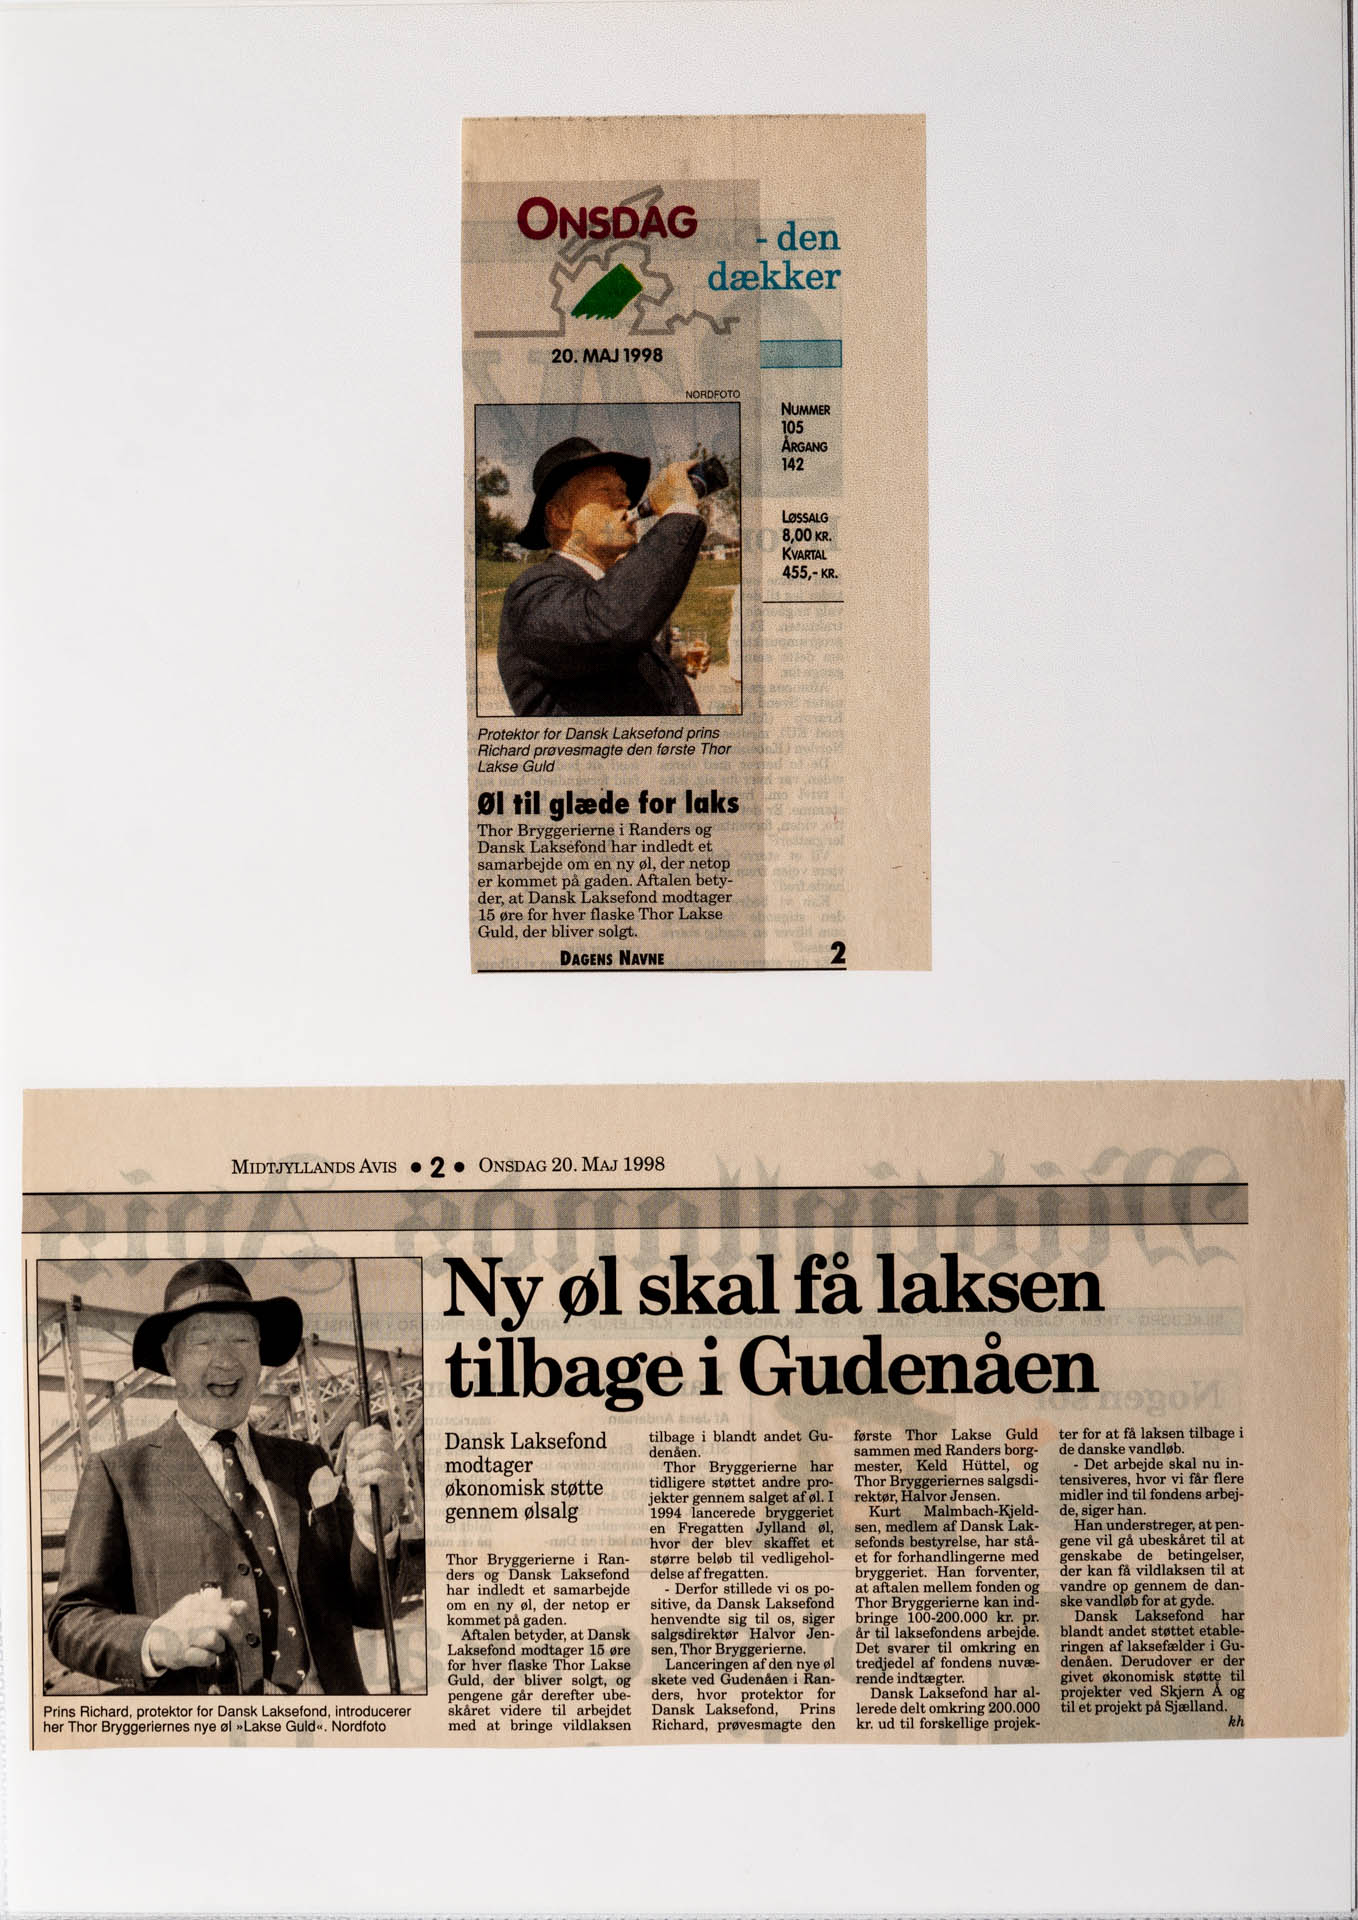 ONSDAG
- den
dækker
20. MAJ 1998
NORDFOTO
NUMMER
105
ÅRGANG
142
LØSSALG
8,00 KR.
KVARTAL
455,- KR.
Protektor for Dansk Laksefond prins
Richard prøvesmagte den første Thor
Lakse Guld
Øl til glæde for laks
Thor Bryggerierne i Randers og
Dansk Laksefond har indledt et
samarbejde om en ny øl, der netop
er kommet på gaden. Aftalen bety-
der, at Dansk Laksefond modtager
15 øre for hver flaske Thor Lakse
Guld, der bliver solgt.
DAGENS NAVNE 2
MIDTJYLLANDS AVIS • 2 • ONSDAG 20. MAJ 1998
Ny øl skal få laksen
tilbage i Gudenåen
Prins Richard, protektor for Dansk Laksefond, introducerer
her Thor Bryggeriernes nye øl »Lakse Guld«. Nordfoto
Dansk Laksefond
modtager
økonomisk støtte
gennem ølsalg
Thor Bryggerierne i Ran-
ders og Dansk Laksefond
har indledt et samarbejde
om en ny øl, der netop er
kommet på gaden.
Aftalen betyder, at Dansk
Laksefond modtager 15 øre
for hver flaske Thor Lakse
Guld, der bliver solgt, og
pengene går derefter ube-
skåret videre til arbejdet
med at bringe vildlaksen
tilbage i blandt andet Gu-
denåen.
Thor Bryggerierne har
tidligere støttet andre pro-
jekter gennem salget af øl. I
1994 lancerede bryggeriet
en Fregatten Jylland øl,
hvor der blev skaffet et
større beløb til vedligehol-
delse af fregatten.
- Derfor stillede vi os po-
sitive, da Dansk Laksefond
henvendte sig til os, siger
salgsdirektør Halvor Jen-
sen, Thor Bryggerierne.
Lanceringen af den nye øl
skete ved Gudenåen i Ran-
ders, hvor protektor for
Dansk Laksefond, Prins
Richard, prøvesmagte den
første Thor Lakse Guld
sammen med Randers borg-
mester, Keld Hüttel, og
Thor Bryggeriernes salgsdi-
rektør, Halvor Jensen.
Kurt Malmbach-Kjeld-
sen, medlem af Dansk Lak-
sefonds bestyrelse, har stå-
et for forhandlingerne med
bryggeriet. Han forventer,
at aftalen mellem fonden og
Thor Bryggerierne kan ind-
bringe 100-200.000 kr. pr.
år til laksefondens arbejde.
Det svarer til omkring en
tredjedel af fondens nuvæ-
rende indtægter.
Dansk Laksefond har al-
lerede delt omkring 200.000
kr. ud til forskellige projek-
ter for at få laksen tilbage i
de danske vandløb.
- Det arbejde skal nu in-
tensiveres, hvor vi får flere
midler ind til fondens arbej-
de, siger han.
Han understreger, at pen-
gene vil gå ubeskåret til at
genskabe de betingelser,
der kan få vildlaksen til at
vandre op gennem de dan-
ske vandløb for at gyde.
Dansk Laksefond har
blandt andet støttet etable-
ringen af laksefælder i Gu-
denåen. Derudover er der
givet økonomisk støtte til
projekter ved Skjern Å og
til et projekt på Sjælland.
kh